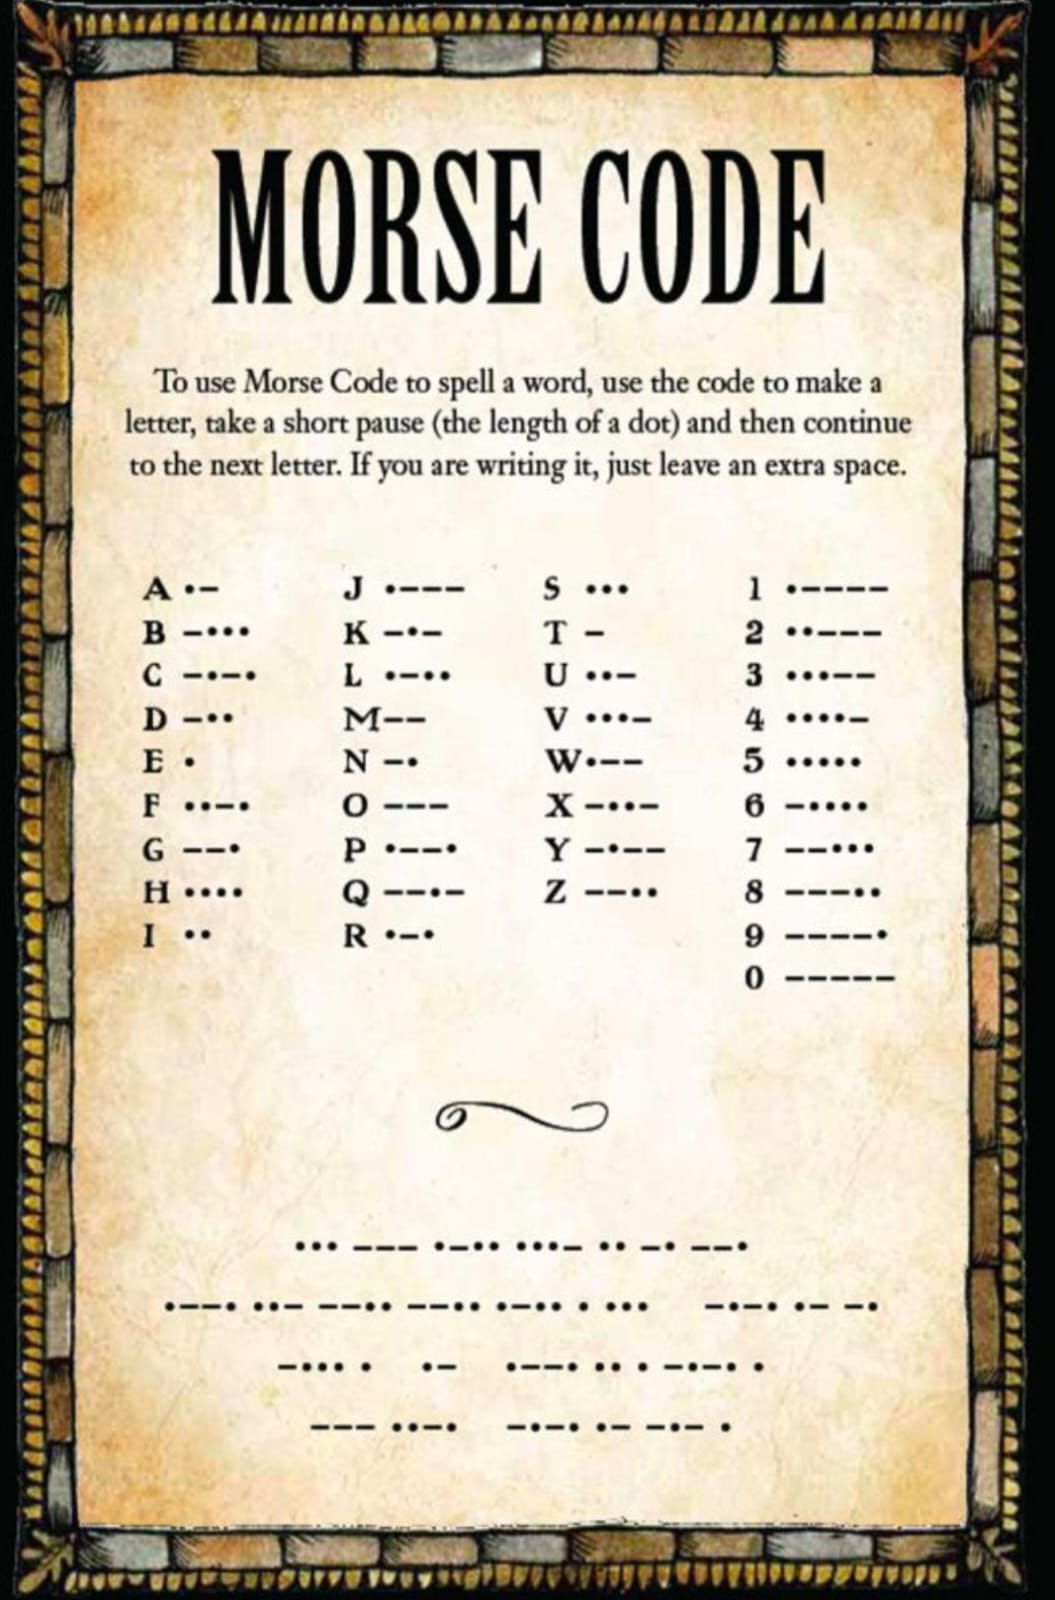 MORSE CODE
To use Morse Code to spell a word, use the code to make a
letter, take a short pause (the length of a dot) and then continue
to the next letter. If you are writing it, just leave an extra space.
A •– J •––– S ••• 1 •––––
B –••• K –•– T – 2 ••–––
C –•–• L •–•• U ••– 3 •••––
D –•• M –– V •••– 4 ••••–
E • N –• W •–– 5 •••••
F ••–• O ––– X –••– 6 –••••
G ––• P •––• Y –•–– 7 ––•••
H •••• Q ––•– Z ––•• 8 –––••
I •• R •–• 9 ––––•
0 –––––
••• ––– •–•• •••– •• –• ––•
•––• ••– ––•• ––•• •–•• • •••   –•–• •– –•
–••• •   •–   •––• •• • –•–• •
––– ••–•   –•–• •– –•– •